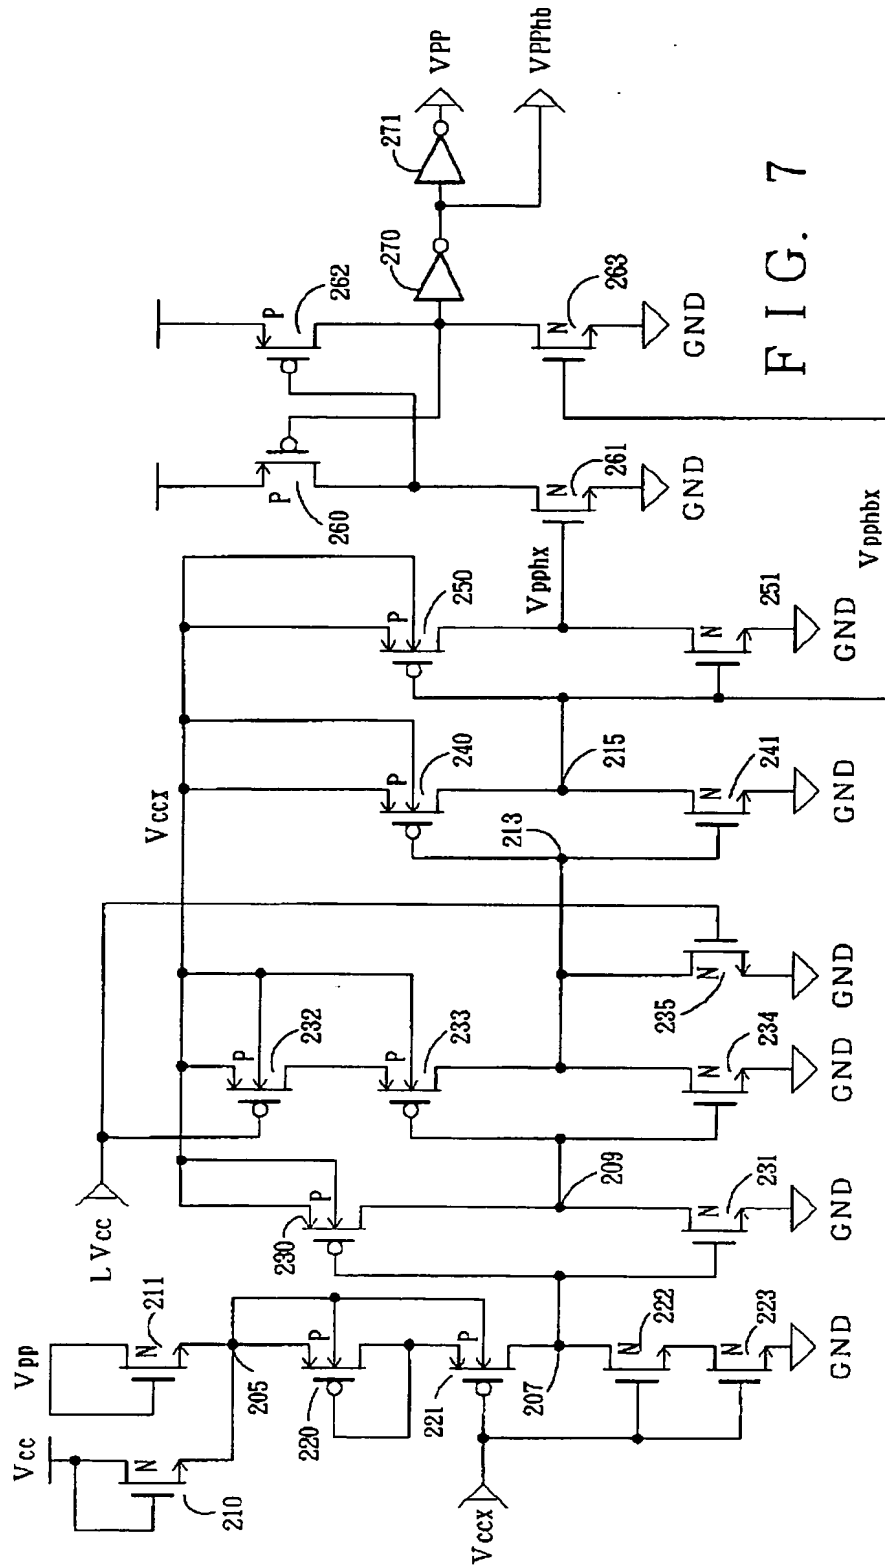 Vcc
Vpp
LVcc
Vccx
VPP
VPPhb
N
210
N
211
205
P
220
P
221
Vccx
207
N
222
N
223
GND
P
230
209
N
231
GND
P
232
P
233
N
234
GND
N
235
GND
213
P
240
215
N
241
GND
P
250
Vpphx
N
251
GND
Vpphbx
P
260
N
261
GND
P
262
N
263
GND
270
271
FIG. 7